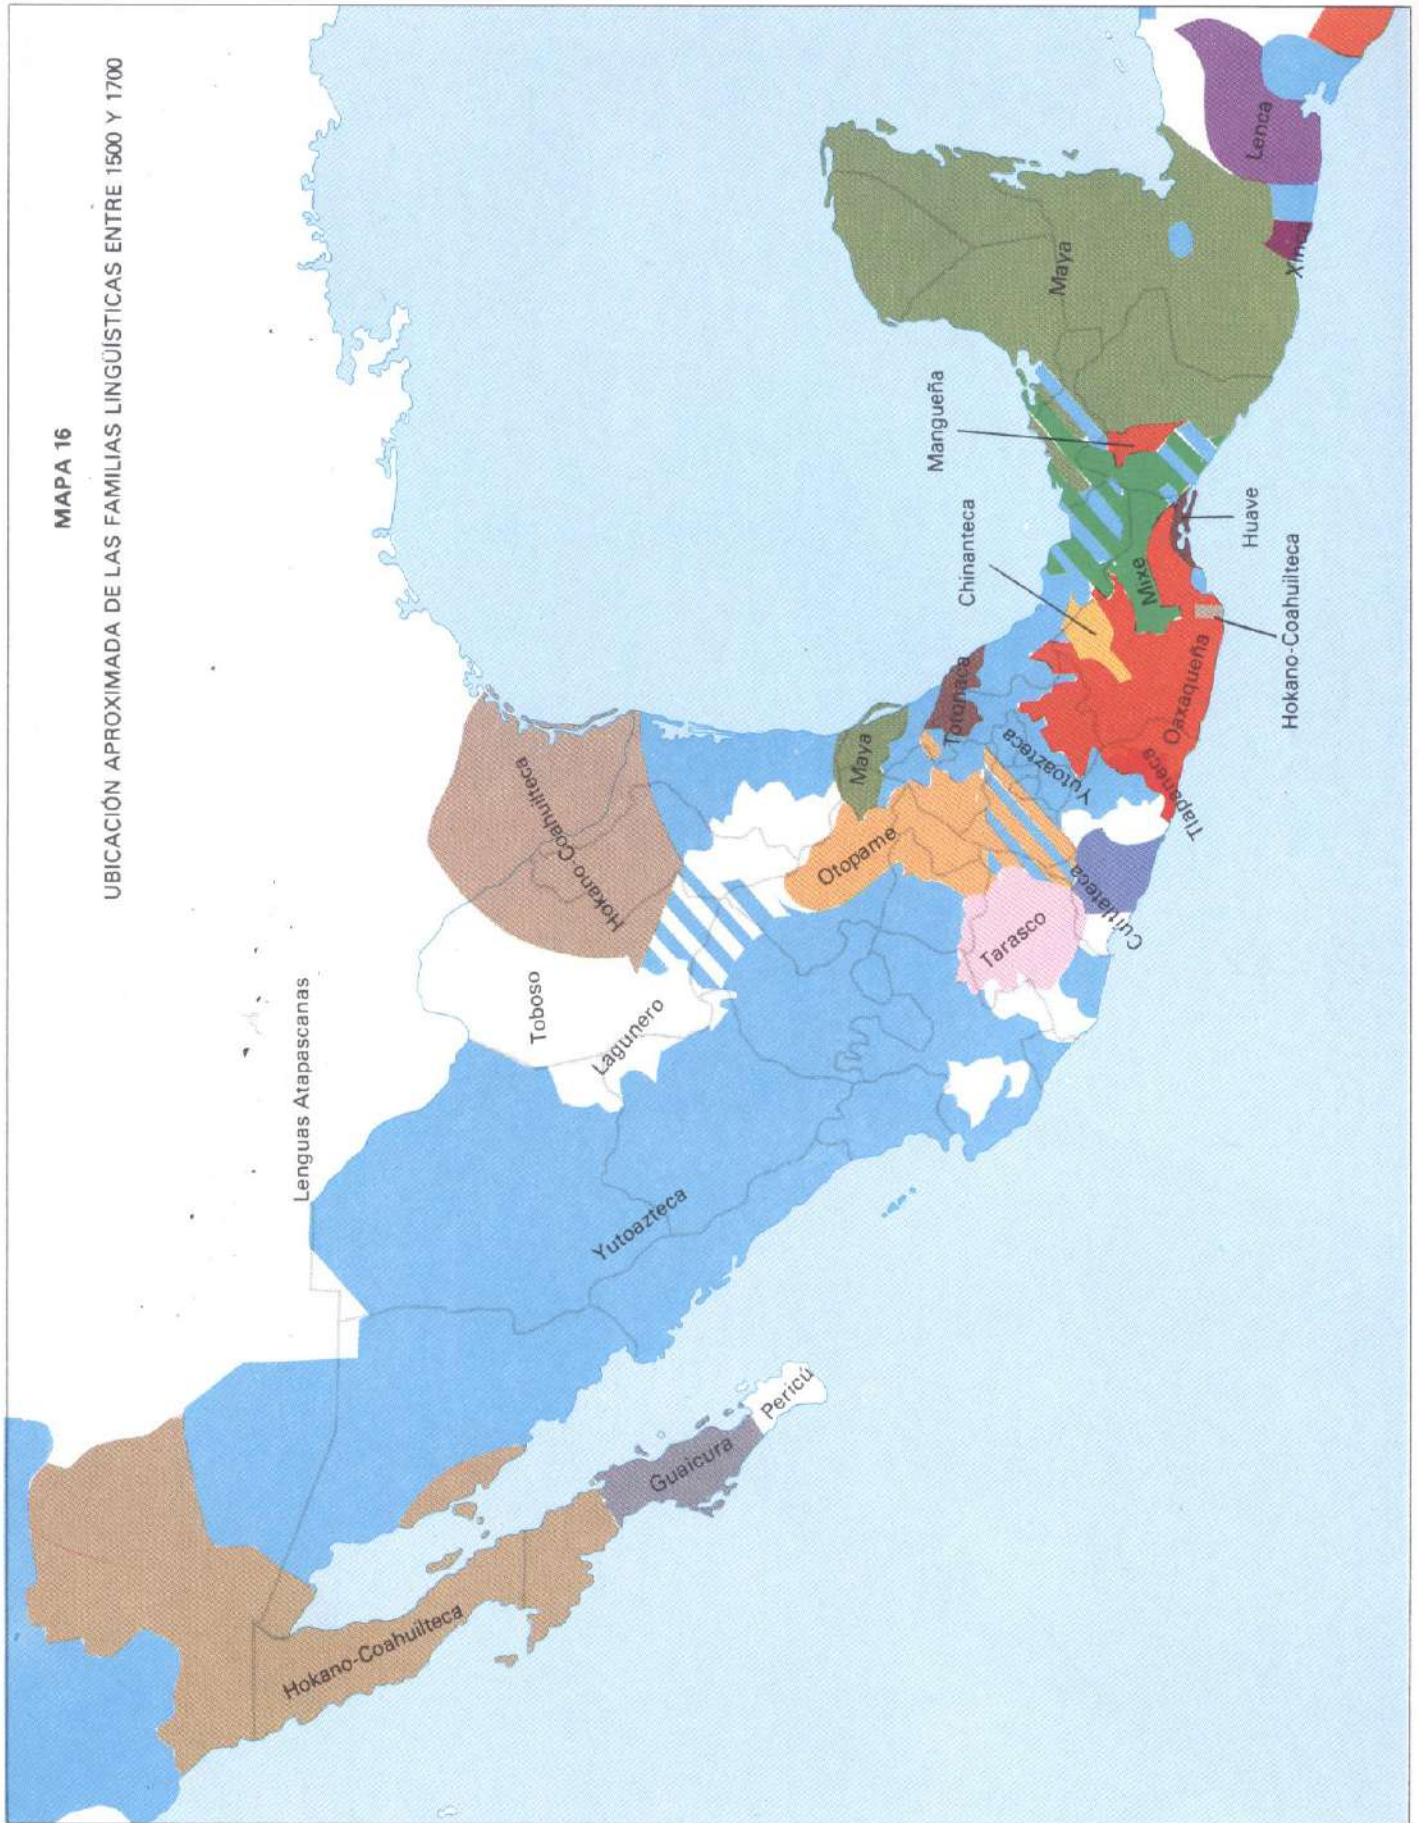 MAPA 16
UBICACIÓN APROXIMADA DE LAS FAMILIAS LINGÜÍSTICAS ENTRE 1500 Y 1700
Lenguas Atapascanas
Hokano-Coahuilteca
Toboso
Lagunero
Yutoazteca
Hokano-Coahuilteca
Guaicura
Pericú
Maya
Otopame
Totonaca
Yutoazteca
Tarasco
Cuitlateca
Tlapaneca
Oaxaqueña
Chinanteca
Mangueña
Mixe
Huave
Hokano-Coahuilteca
Maya
Xinca
Lenca